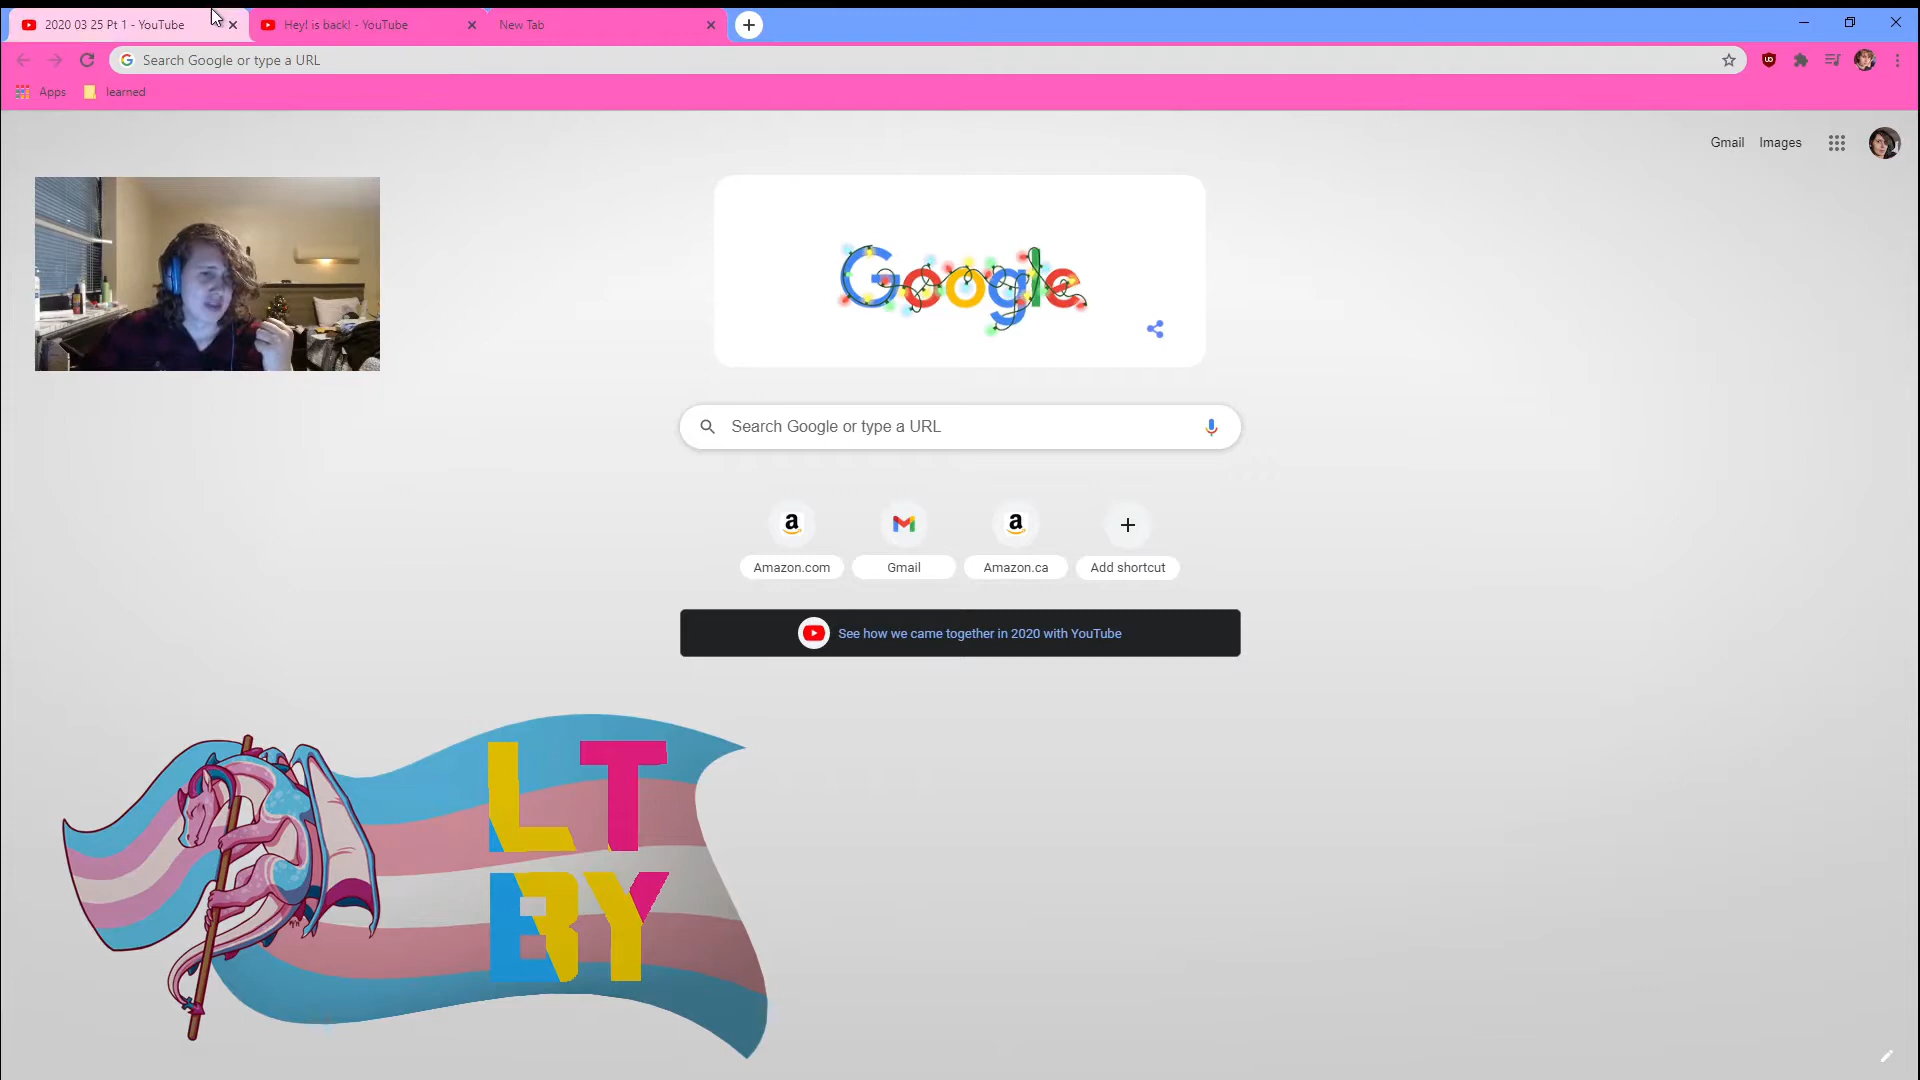 2020 03 25 Pt 1 - YouTube
Hey! is back! - YouTube
New Tab
Search Google or type a URL
Apps
learned
Gmail
Images
Google
Search Google or type a URL
Amazon.com
Gmail
Amazon.ca
Add shortcut
See how we came together in 2020 with YouTube
LT
BY